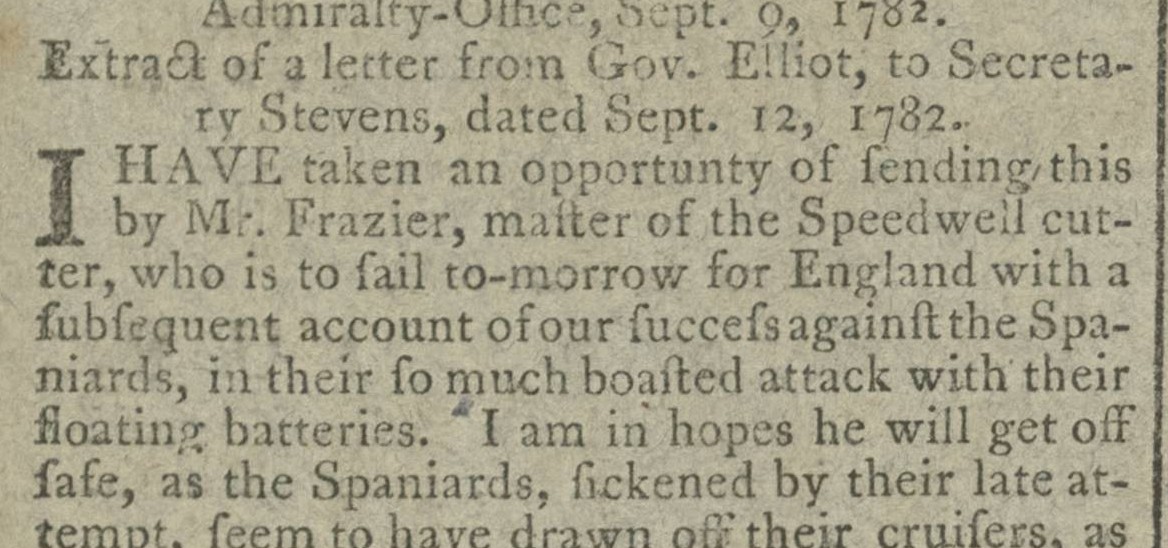 Admiralty-Office, Sept. 9, 1782.
Extract of a letter from Gov. Elliot, to Secreta-
ry Stevens, dated Sept. 12, 1782.
I HAVE taken an opportunty of ſending this
by Mr. Frazier, maſter of the Speedwell cut-
ter, who is to ſail to-morrow for England with a
ſubſequent account of our ſucceſs againſt the Spa-
niards, in their ſo much boaſted attack with their
floating batteries. I am in hopes he will get off
ſafe, as the Spaniards, ſickened by their late at-
tempt, ſeem to have drawn off their cruiſers, as